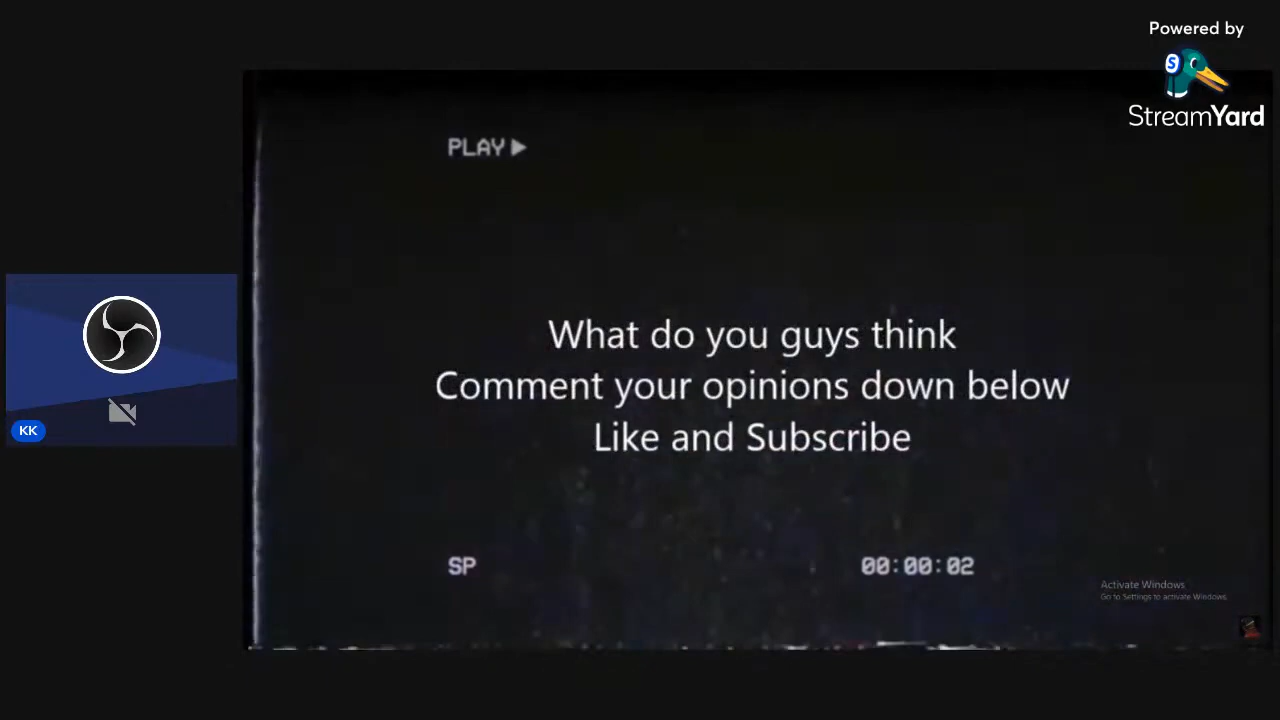 Powered by
StreamYard
PLAY
What do you guys think
Comment your opinions down below
Like and Subscribe
KK
SP
00:00:02
Activate Windows
Go to Settings to activate Windows.